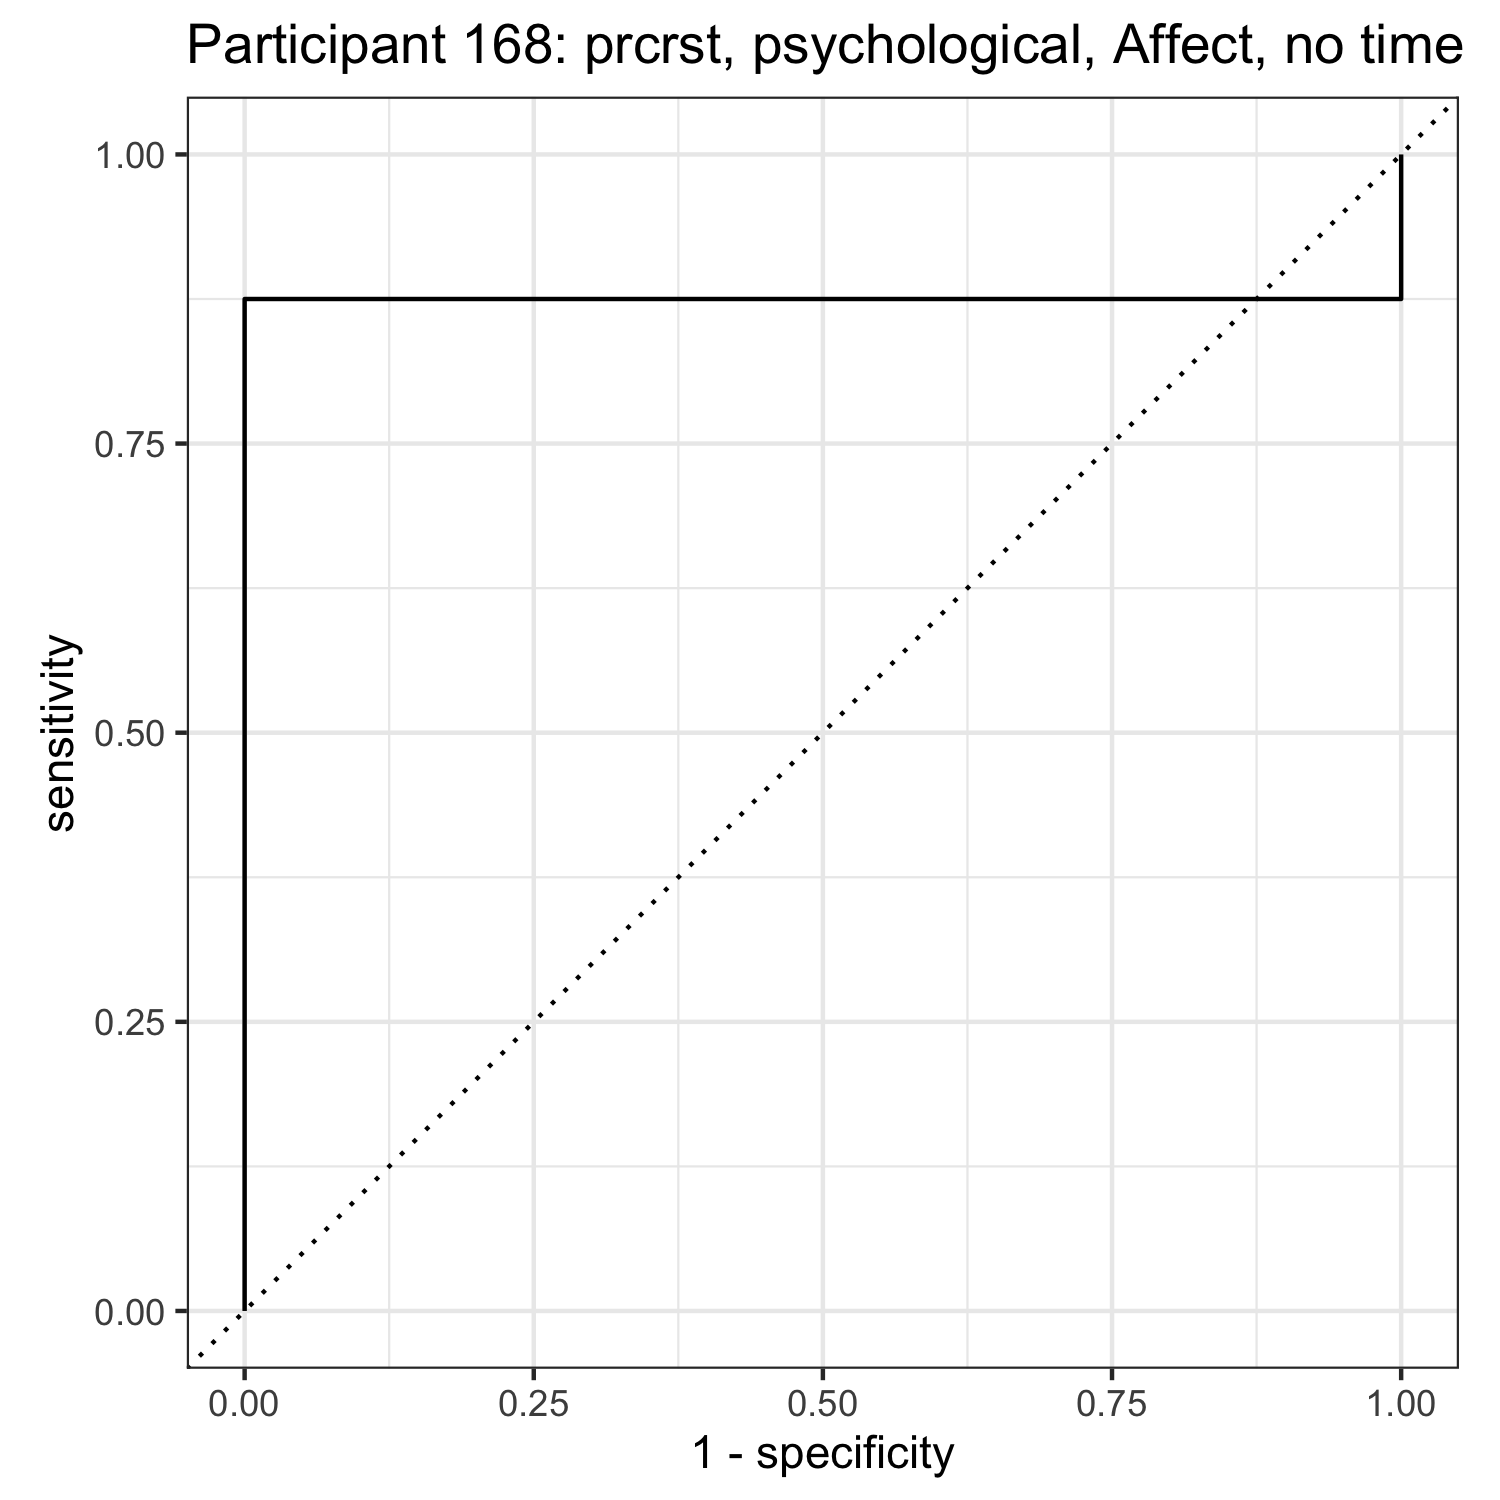 Participant 168: prcrst, psychological, Affect, no time
1.00
0.75
0.50
0.25
0.00
sensitivity
0.00 0.25 0.50 0.75 1.00
1 - specificity